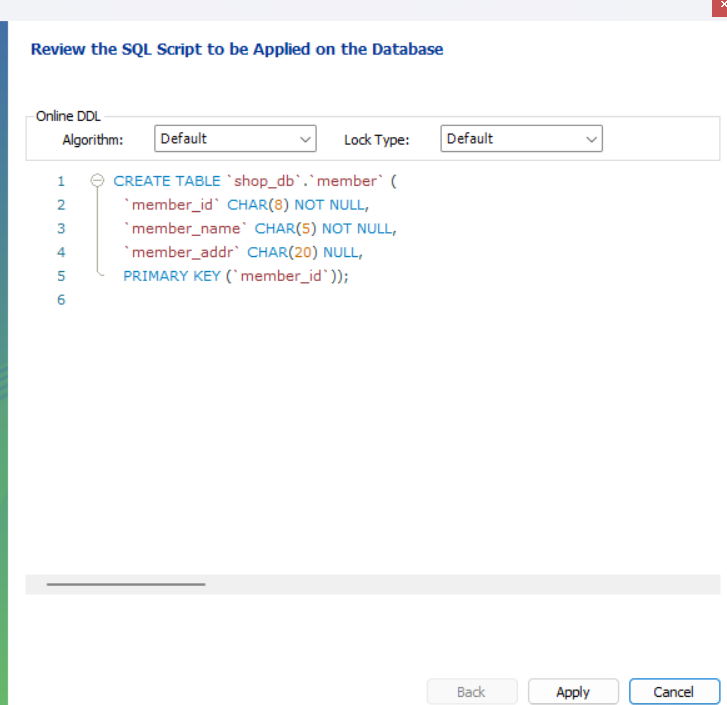 Review the SQL Script to be Applied on the Database
Online DDL
Algorithm: Default Lock Type: Default
1 CREATE TABLE `shop_db`.`member` (
2 `member_id` CHAR(8) NOT NULL,
3 `member_name` CHAR(5) NOT NULL,
4 `member_addr` CHAR(20) NULL,
5 PRIMARY KEY (`member_id`));
6
Back Apply Cancel